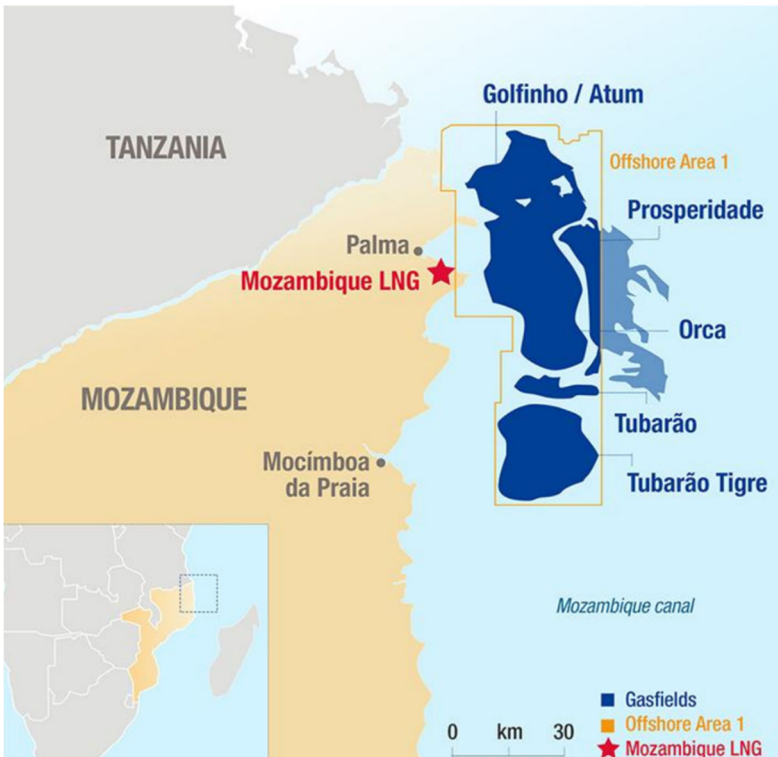 Golfinho / Atum
TANZANIA
Offshore Area 1
Prosperidade
Palma
Mozambique LNG
Orca
MOZAMBIQUE
Tubarão
Mocímboa
da Praia
Tubarão Tigre
Mozambique canal
Gasfields
0 km 30
Offshore Area 1
Mozambique LNG